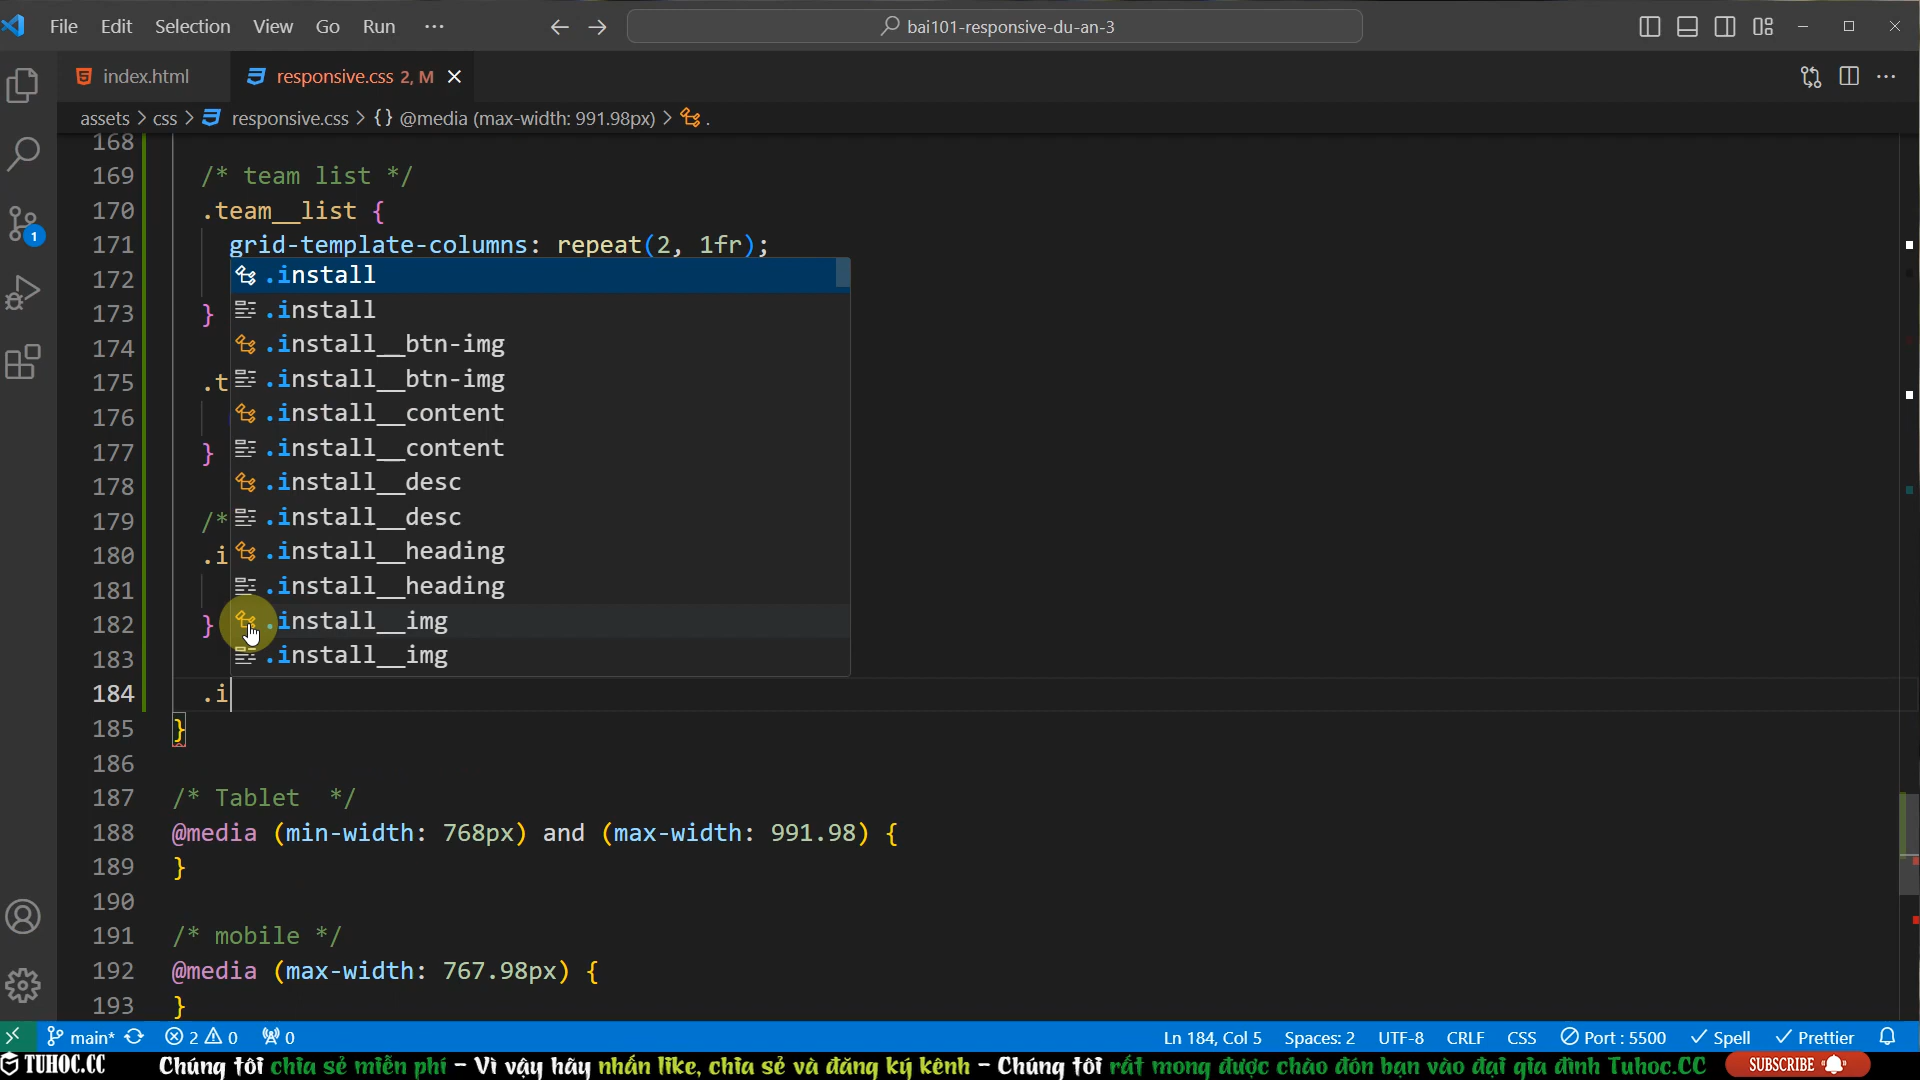 File Edit Selection View Go Run ···
bai101-responsive-du-an-3
index.html responsive.css 2, M
assets > css > responsive.css > {} @media (max-width: 991.98px) > .
168
169 /* team list */
170 .team__list {
171 grid-template-columns: repeat(2, 1fr);
172 .install
173 } .install
174 .install__btn-img
175 .t .install__btn-img
176 .install__content
177 } .install__content
178 .install__desc
179 /* .install__desc
180 .i .install__heading
181 .install__heading
182 } .install__img
183 .install__img
184 .i
185 }
186
187 /* Tablet  */
188 @media (min-width: 768px) and (max-width: 991.98) {
189 }
190
191 /* mobile */
192 @media (max-width: 767.98px) {
193 }
1
main* 2 0 0 Ln 184, Col 5 Spaces: 2 UTF-8 CRLF CSS Port : 5500 Spell Prettier
TUHOC.CC Chúng tôi chia sẻ miễn phí - Vì vậy hãy nhấn like, chia sẻ và đăng ký kênh - Chúng tôi rất mong được chào đón bạn vào đại gia đình Tuhoc.CC SUBSCRIBE